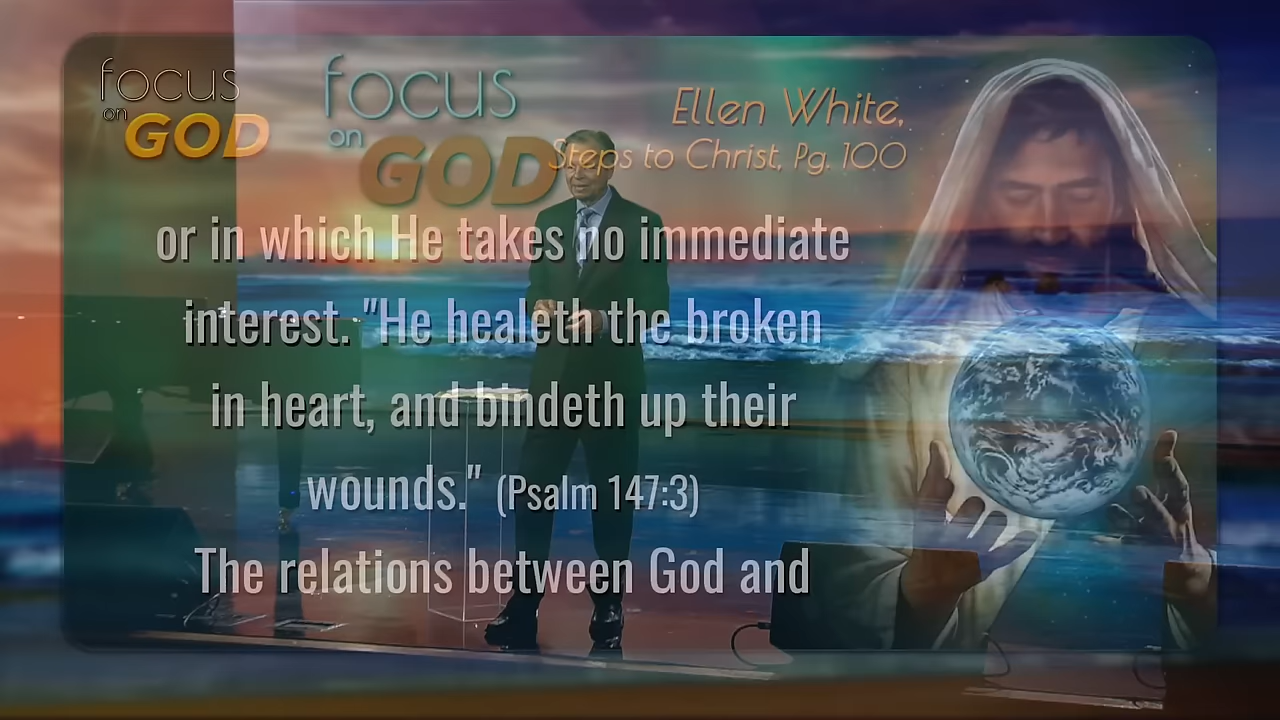 focus
on
GOD
focus
on
GOD
Ellen White,
Steps to Christ, Pg. 100
or in which He takes no immediate
interest. "He healeth the broken
in heart, and bindeth up their
wounds." (Psalm 147:3)
The relations between God and